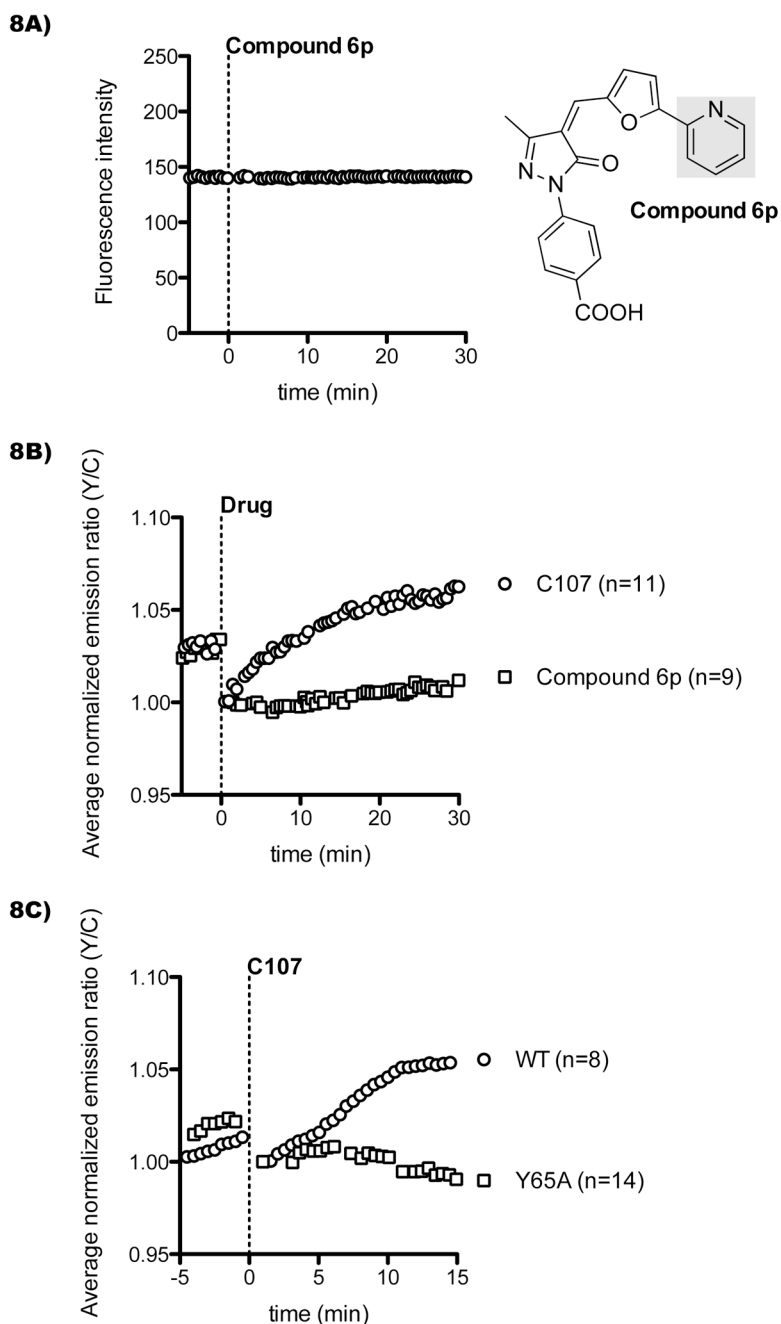 8A)
Compound 6p
250
200
150
100
50
0
Fluorescence intensity
0 10 20 30
time (min)
N
O
N
O
N
COOH
Compound 6p
8B)
Drug
1.10
1.05
1.00
0.95
Average normalized emission ratio (Y/C)
0 10 20 30
time (min)
C107 (n=11)
Compound 6p (n=9)
8C)
C107
1.10
1.05
1.00
0.95
Average normalized emission ratio (Y/C)
-5 0 5 10 15
time (min)
WT (n=8)
Y65A (n=14)